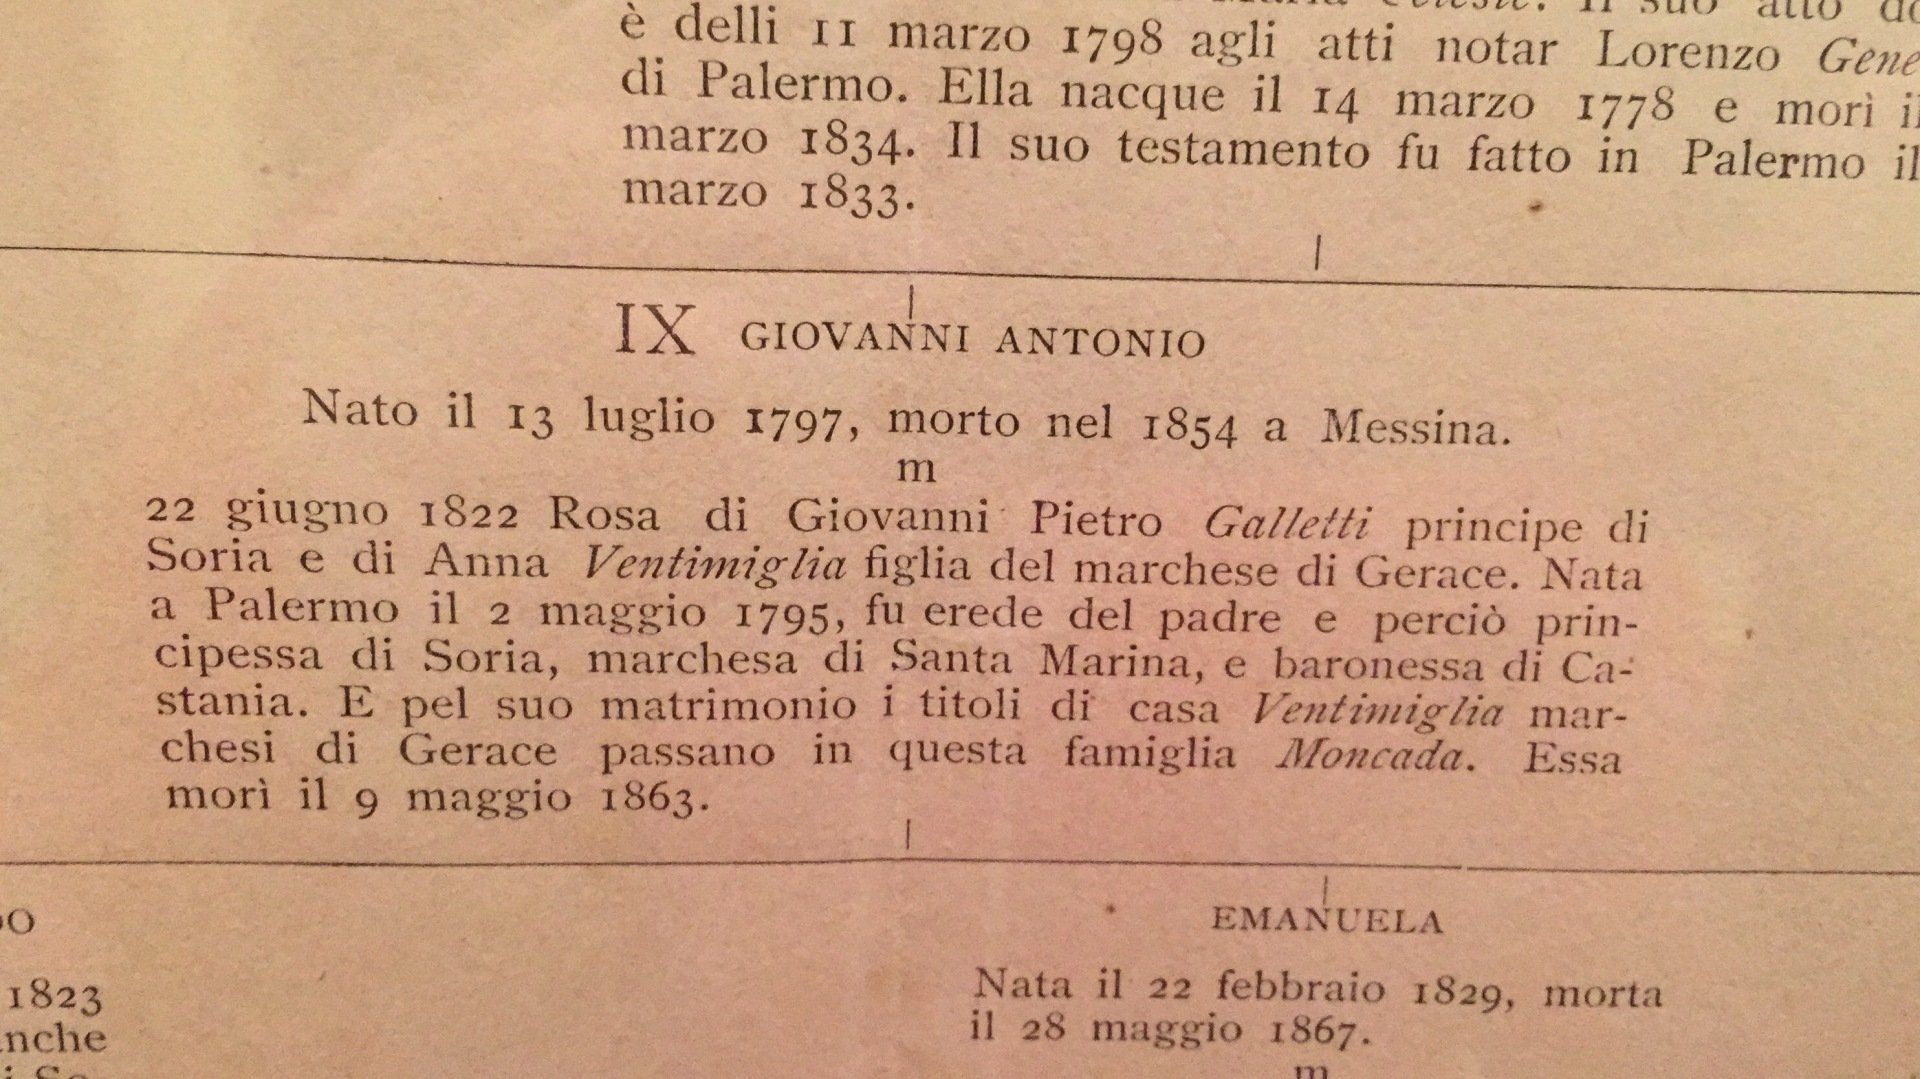 è delli 11 marzo 1798 agli atti notar Lorenzo Gene
di Palermo. Ella nacque il 14 marzo 1778 e morì il
marzo 1834. Il suo testamento fu fatto in Palermo il
marzo 1833.
IX GIOVANNI ANTONIO
Nato il 13 luglio 1797, morto nel 1854 a Messina.
m
22 giugno 1822 Rosa di Giovanni Pietro Galletti principe di
Soria e di Anna Ventimiglia figlia del marchese di Gerace. Nata
a Palermo il 2 maggio 1795, fu erede del padre e perciò prin-
cipessa di Soria, marchesa di Santa Marina, e baronessa di Ca-
stania. E pel suo matrimonio i titoli di casa Ventimiglia mar-
chesi di Gerace passano in questa famiglia Moncada. Essa
morì il 9 maggio 1863.
DO
1823
nche
EMANUELA
Nata il 22 febbraio 1829, morta
il 28 maggio 1867.
m